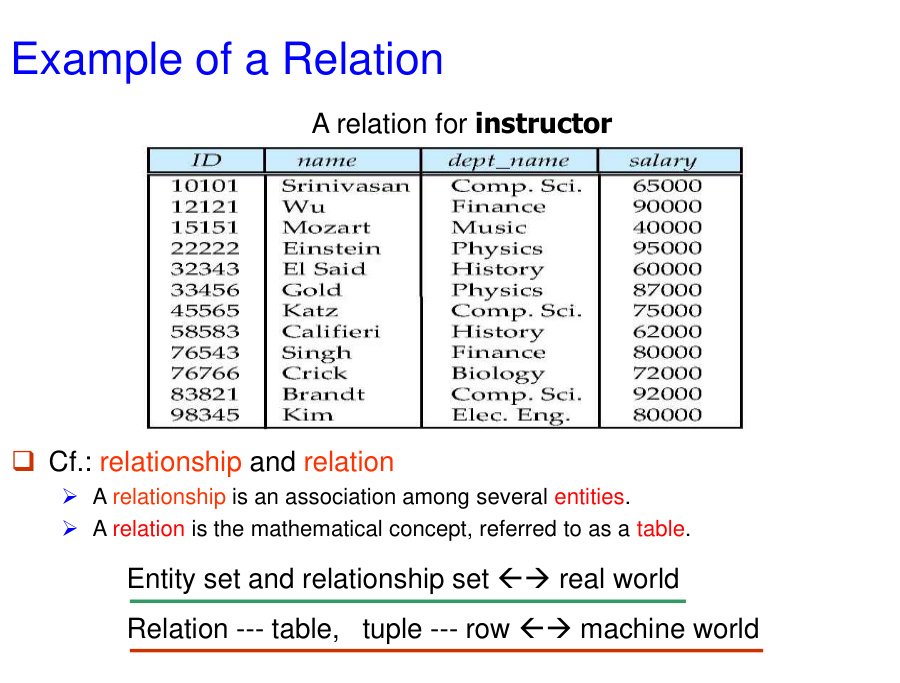 Example of a Relation
A relation for instructor
ID name dept_name salary
10101 Srinivasan Comp. Sci. 65000
12121 Wu Finance 90000
15151 Mozart Music 40000
22222 Einstein Physics 95000
32343 El Said History 60000
33456 Gold Physics 87000
45565 Katz Comp. Sci. 75000
58583 Califieri History 62000
76543 Singh Finance 80000
76766 Crick Biology 72000
83821 Brandt Comp. Sci. 92000
98345 Kim Elec. Eng. 80000
❑ Cf.: relationship and relation
➢ A relationship is an association among several entities.
➢ A relation is the mathematical concept, referred to as a table.
Entity set and relationship set ←→ real world
Relation --- table, tuple --- row ←→ machine world